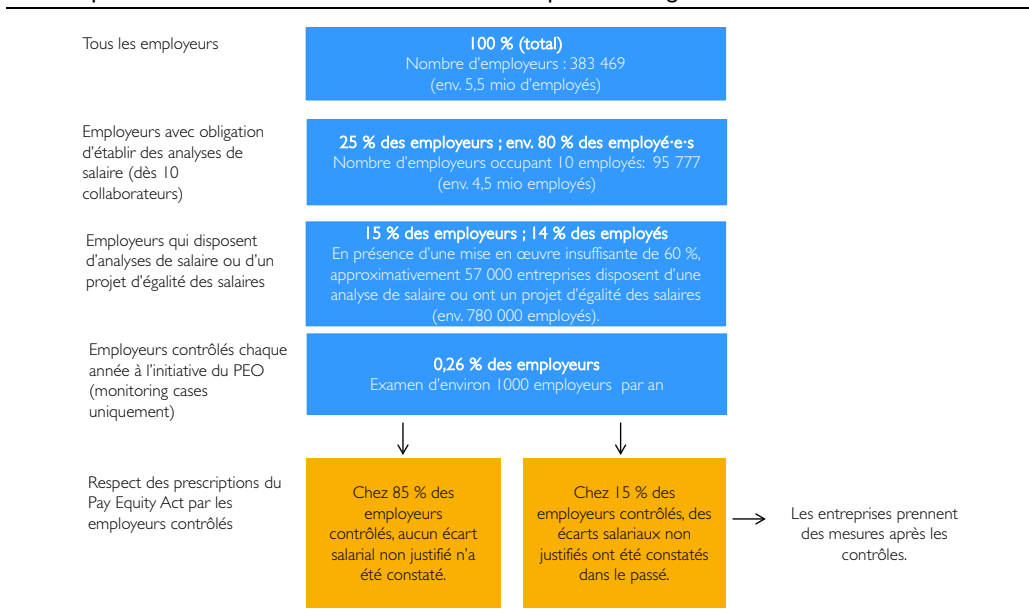 Tous les employeurs
100 % (total)
Nombre d'employeurs : 383 469
(env. 5,5 mio d'employés)
Employeurs avec obligation
d'établir des analyses de
salaire (dès 10
collaborateurs)
25 % des employeurs ; env. 80 % des employé·e·s
Nombre d'employeurs occupant 10 employés: 95 777
(env. 4,5 mio employés)
Employeurs qui disposent
d'analyses de salaire ou d'un
projet d'égalité des salaires
15 % des employeurs ; 14 % des employés
En présence d'une mise en œuvre insuffisante de 60 %,
approximativement 57 000 entreprises disposent d'une
analyse de salaire ou ont un projet d'égalité des salaires
(env. 780 000 employés).
Employeurs contrôlés chaque
année à l'initiative du PEO
(monitoring cases
uniquement)
0,26 % des employeurs
Examen d'environ 1000 employeurs par an
Respect des prescriptions du
Pay Equity Act par les
employeurs contrôlés
Chez 85 % des
employeurs
contrôlés, aucun écart
salarial non justifié n'a
été constaté.
Chez 15 % des
employeurs contrôlés, des
écarts salariaux non
justifiés ont été constatés
dans le passé.
Les entreprises prennent
des mesures après les
contrôles.